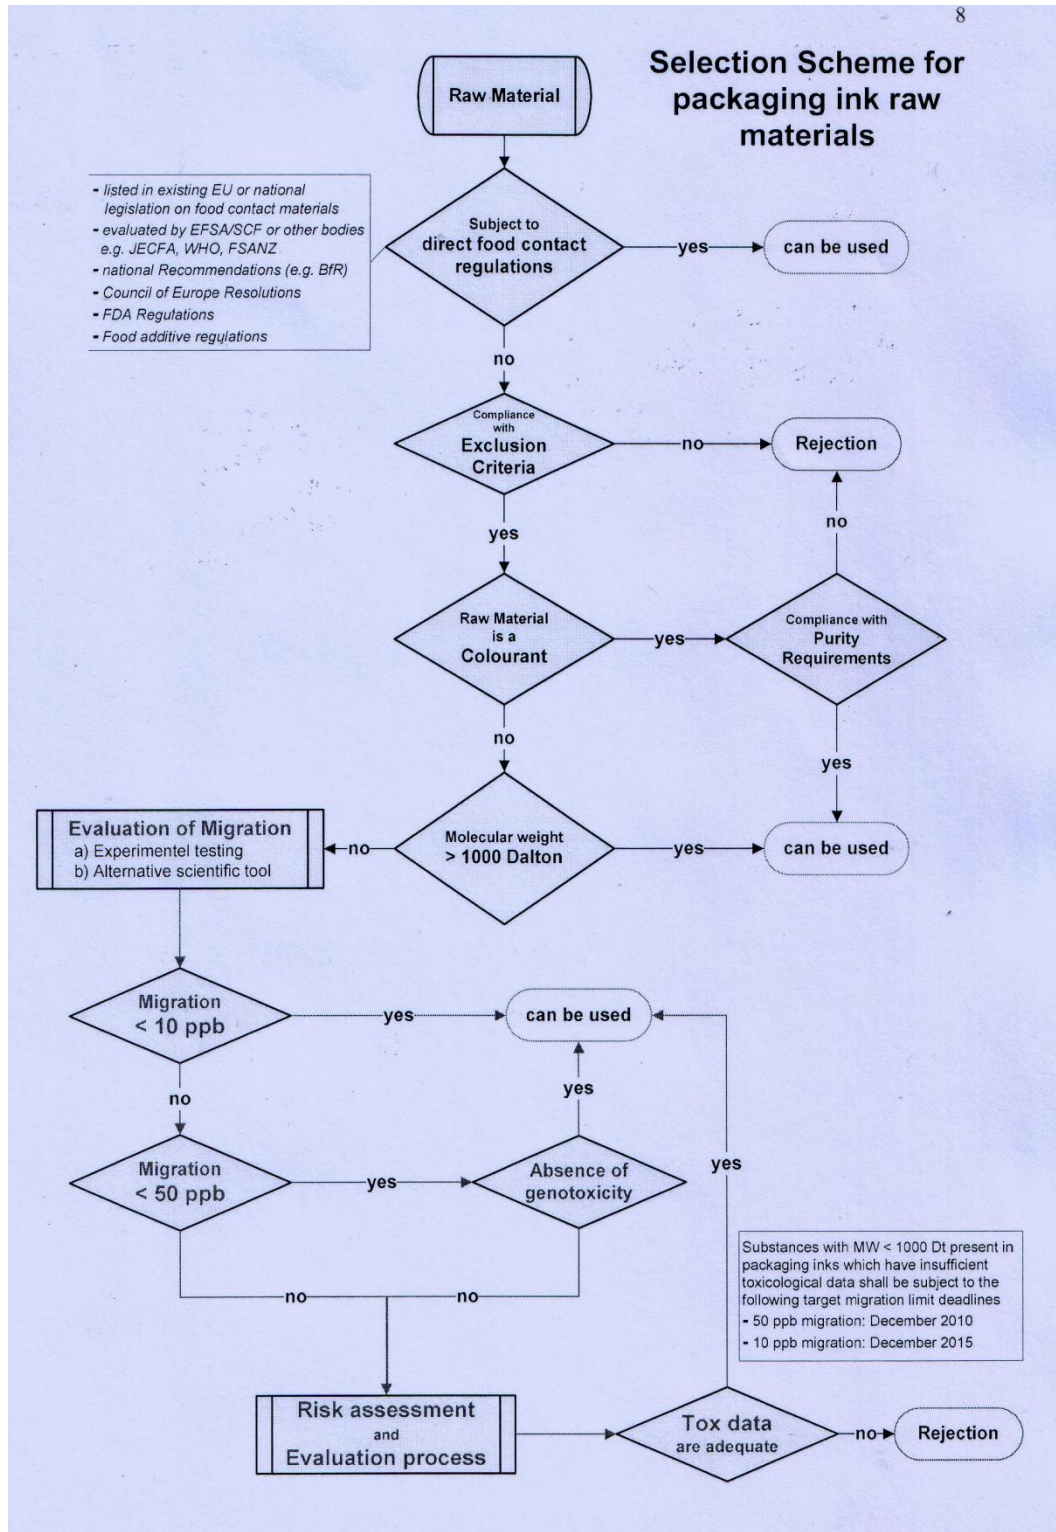 8
Selection Scheme for
packaging ink raw
materials
Raw Material
- listed in existing EU or national
legislation on food contact materials
- evaluated by EFSA/SCF or other bodies
e.g. JECFA, WHO, FSANZ
- national Recommendations (e.g. BfR)
- Council of Europe Resolutions
- FDA Regulations
- Food additive regulations
Subject to
direct food contact
regulations
yes
can be used
no
Compliance
with
Exclusion
Criteria
no
Rejection
yes
no
Raw Material
is a
Colourant
yes
Compliance with
Purity
Requirements
no
yes
Evaluation of Migration
a) Experimentel testing
b) Alternative scientific tool
no
Molecular weight
> 1000 Dalton
yes
can be used
Migration
< 10 ppb
yes
can be used
no
yes
Migration
< 50 ppb
yes
Absence of
genotoxicity
yes
Substances with MW < 1000 Dt present in
packaging inks which have insufficient
toxicological data shall be subject to the
following target migration limit deadlines
- 50 ppb migration: December 2010
- 10 ppb migration: December 2015
no
no
Risk assessment
and
Evaluation process
Tox data
are adequate
no
Rejection